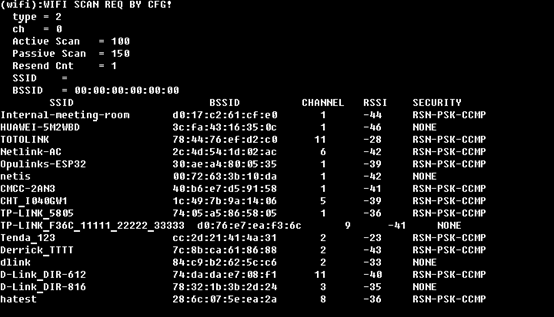 (wifi):WIFI SCAN REQ BY CFG!
type = 2
ch = 0
Active Scan = 100
Passive Scan = 150
Resend Cnt = 1
SSID =
BSSID = 00:00:00:00:00:00
SSID BSSID CHANNEL RSSI SECURITY
Internal-meeting-room d0:17:c2:61:cf:e0 1 -44 RSN-PSK-CCMP
HUAWEI-5M2WBD 3c:fa:43:16:35:0c 1 -46 NONE
TOTOLINK 78:44:76:ef:d2:c0 11 -28 RSN-PSK-CCMP
Netlink-AC 2c:4d:54:1d:02:ac 6 -42 RSN-PSK-CCMP
Opulinks-ESP32 30:ae:a4:80:05:35 1 -39 RSN-PSK-CCMP
netis 00:72:63:3b:10:da 1 -42 NONE
CMCC-2AN3 40:b6:e7:d5:91:58 1 -41 RSN-PSK-CCMP
CHT_I040GW1 1c:49:7b:9a:14:06 5 -39 RSN-PSK-CCMP
TP-LINK_5805 74:05:a5:86:58:05 1 -36 RSN-PSK-CCMP
TP-LINK_F36C_11111_22222_33333 d0:76:e7:ea:f3:6c 9 -41 NONE
Tenda_123 cc:2d:21:41:4a:31 2 -23 RSN-PSK-CCMP
Derrick_TTTT 7c:8b:ca:61:86:88 2 -43 RSN-PSK-CCMP
dlink 84:c9:b2:62:5c:c6 2 -33 NONE
D-Link_DIR-612 74:da:da:e7:08:f1 11 -40 RSN-PSK-CCMP
D-Link_DIR-816 78:32:1b:3b:2d:24 3 -35 NONE
hatest 28:6c:07:5e:ea:2a 8 -36 RSN-PSK-CCMP